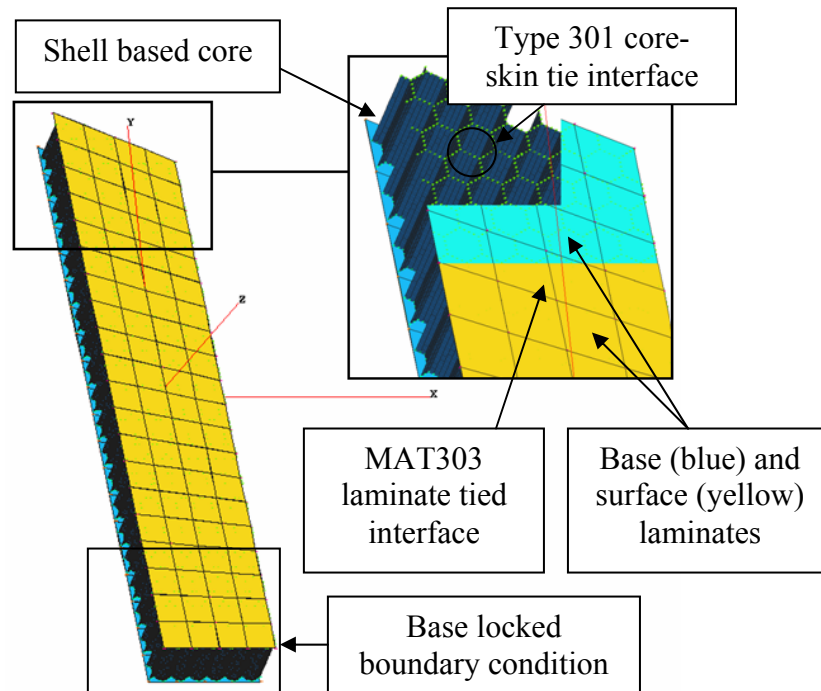 Shell based core
Type 301 core-
skin tie interface
Y
Z
X
MAT303
laminate tied
interface
Base (blue) and
surface (yellow)
laminates
Base locked
boundary condition